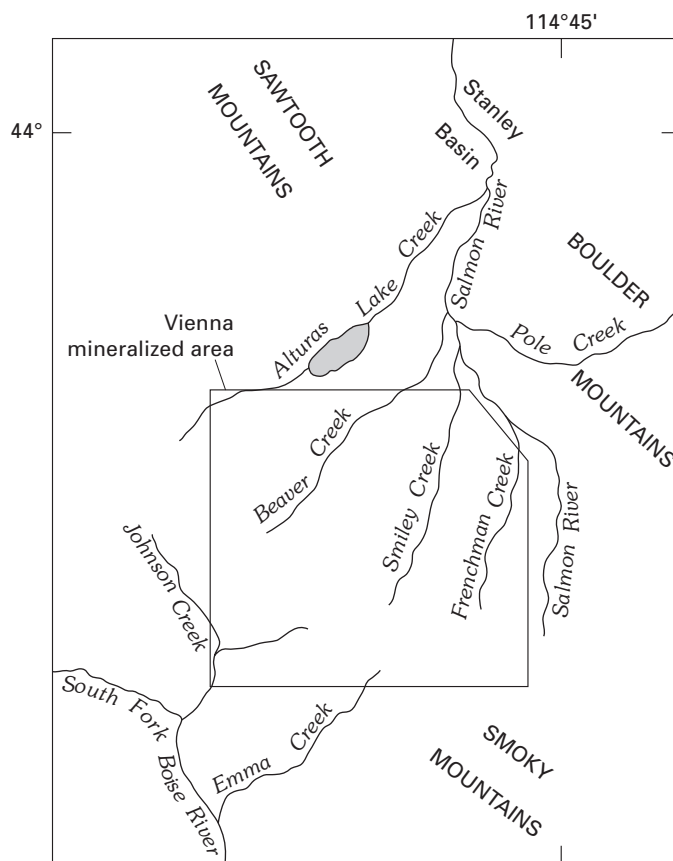 114°45'
SAWTOOTH
MOUNTAINS
Stanley
Basin
44°
Salmon River
Alturas Lake Creek
BOULDER
MOUNTAINS
Pole Creek
Vienna
mineralized area
Beaver Creek
Smiley Creek
Frenchman Creek
Salmon River
Johnson Creek
South Fork Boise River
Emma Creek
SMOKY
MOUNTAINS